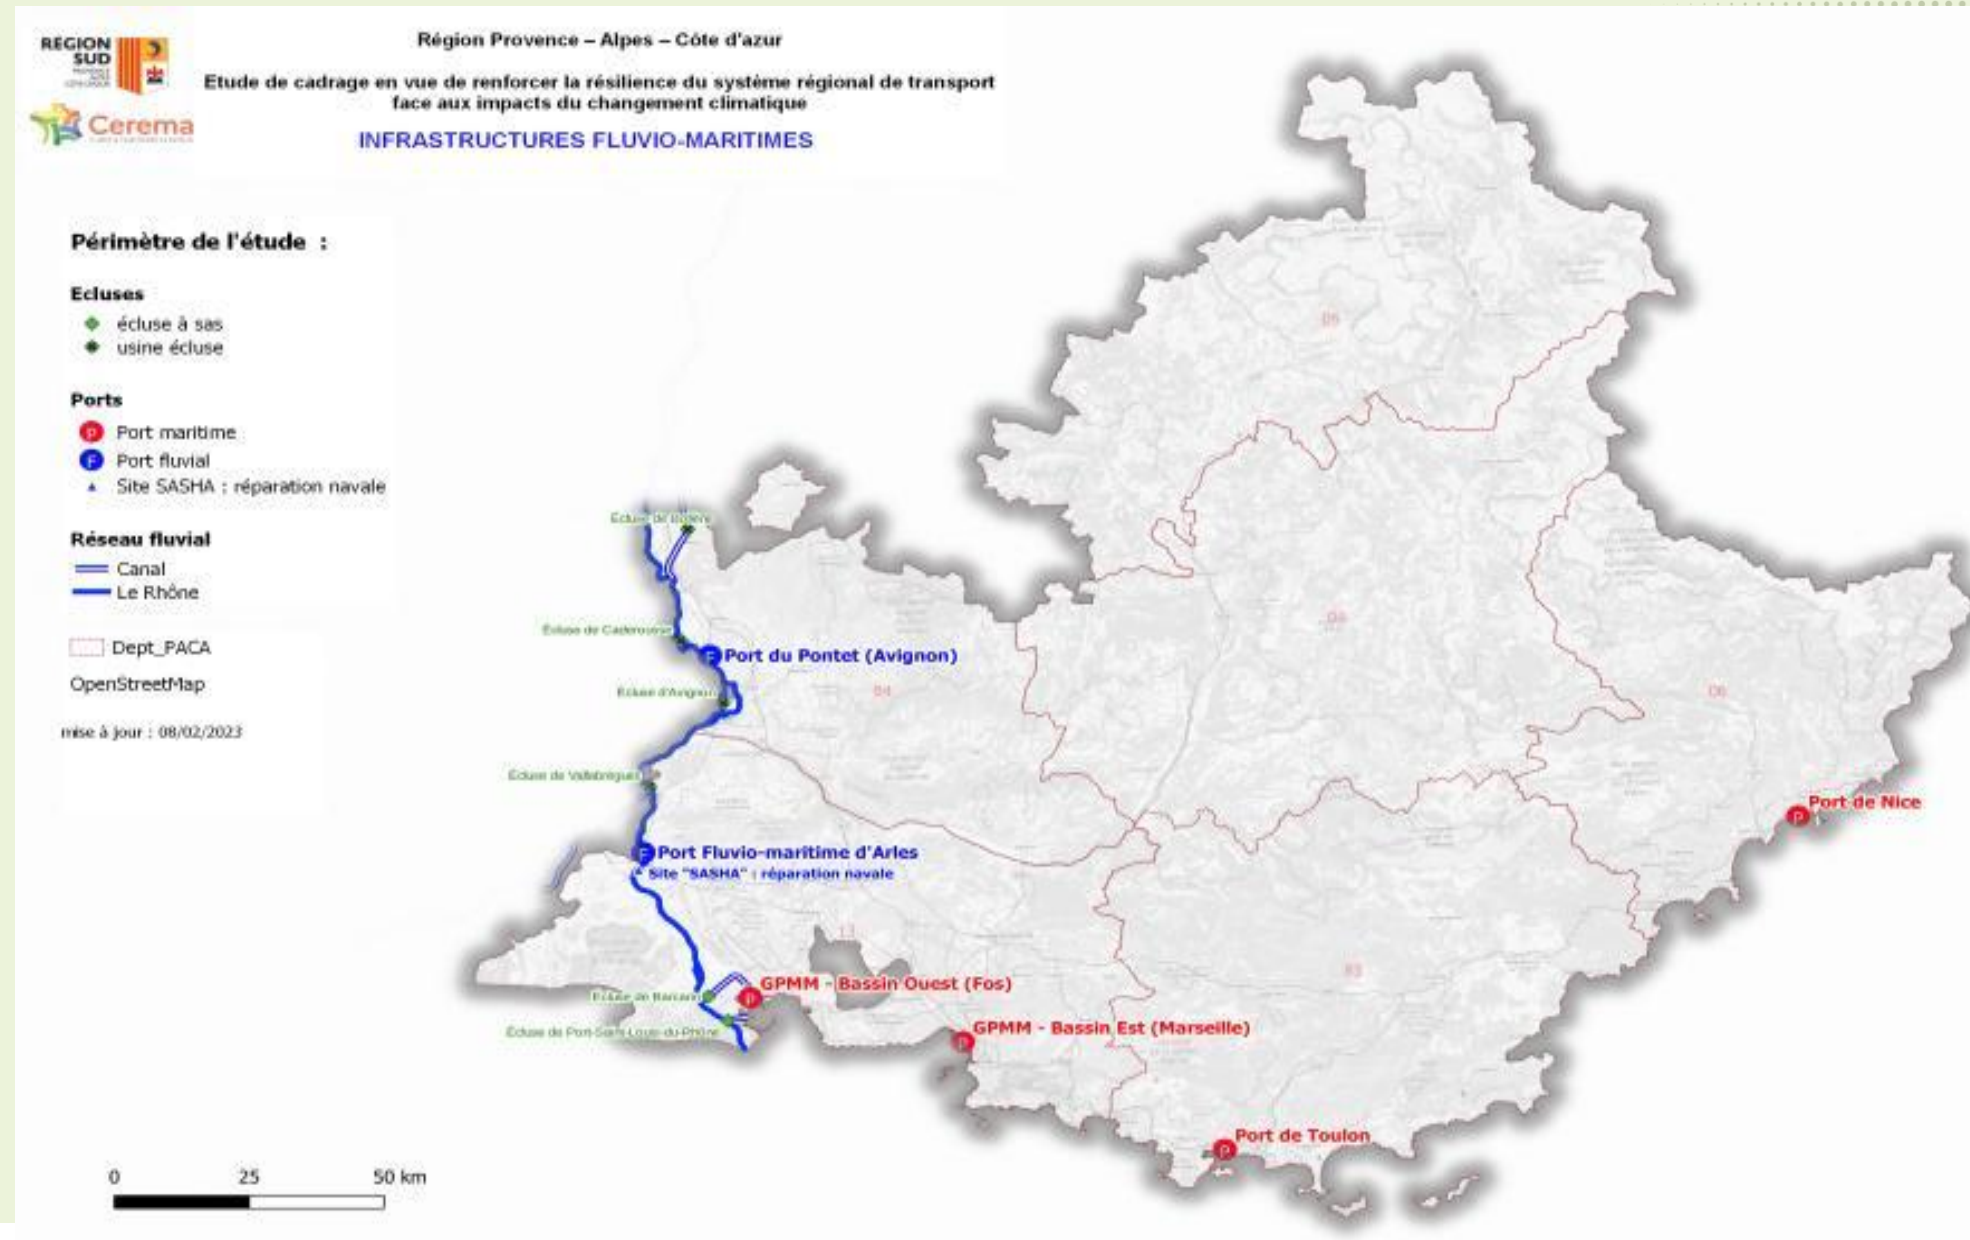 RÉGION
SUD
Cerema
Région Provence – Alpes – Côte d'azur
Etude de cadrage en vue de renforcer la résilience du système régional de transport
face aux impacts du changement climatique
INFRASTRUCTURES FLUVIO-MARITIMES
Périmètre de l'étude :
Ecluses
écluse à sas
usine écluse
Ports
P Port maritime
F Port fluvial
Site SASHA : réparation navale
Réseau fluvial
Canal
Le Rhône
Dept_PACA
OpenStreetMap
mise à jour : 08/02/2023
0 25 50 km
05
Ecluse de Bollène
Ecluse de Caderousse
F Port du Pontet (Avignon)
04
Ecluse d'Avignon
84
06
Ecluse de Vallabrègues
P Port de Nice
F Port Fluvio-maritime d'Arles
Site "SASHA" : réparation navale
13
83
P GPMM - Bassin Ouest (Fos)
Ecluse de Barcarin
P GPMM - Bassin Est (Marseille)
Ecluse de Port-Saint-Louis-du-Rhône
P Port de Toulon